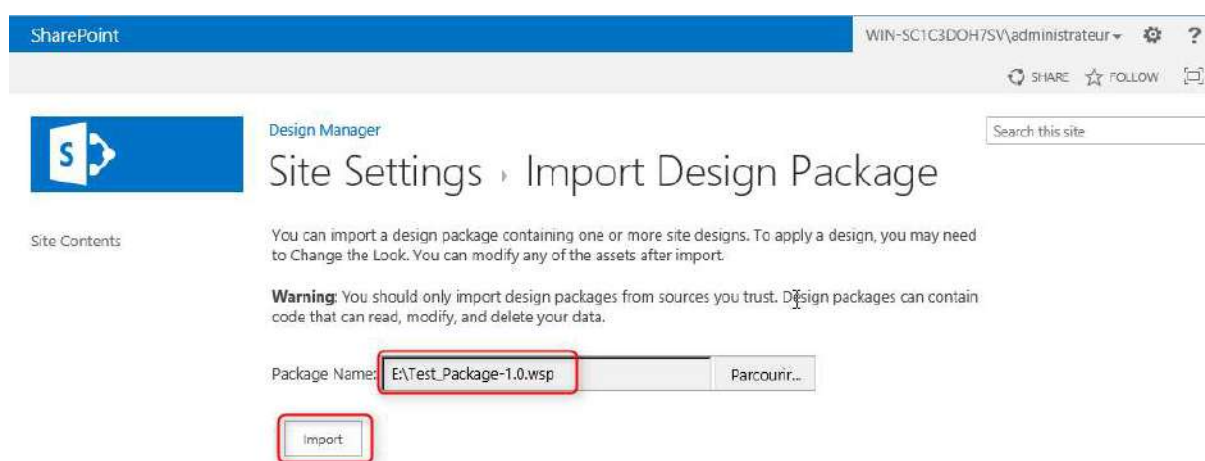 SharePoint
WIN-SC1C3DOH7SV\administrateur
?
SHARE FOLLOW
S
Design Manager
Search this site
Site Settings › Import Design Package
Site Contents
You can import a design package containing one or more site designs. To apply a design, you may need
to Change the Look. You can modify any of the assets after import.
Warning: You should only import design packages from sources you trust. Design packages can contain
code that can read, modify, and delete your data.
Package Name: E:\Test_Package-1.0.wsp Parcourir...
Import